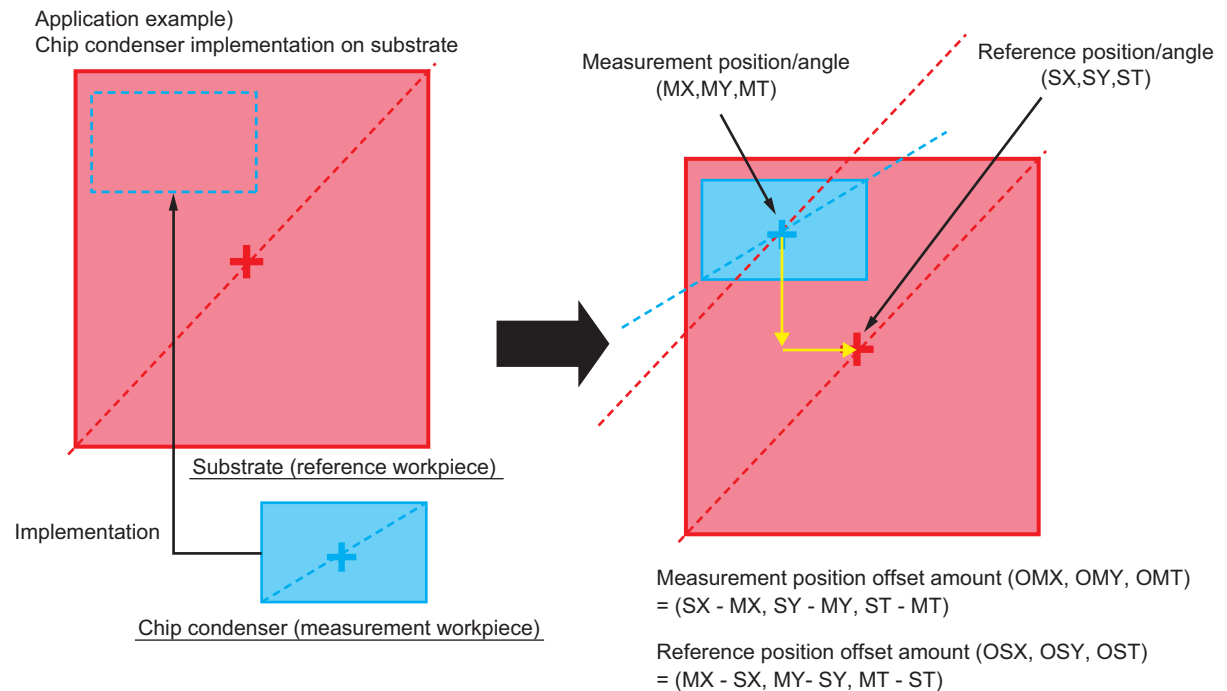 Application example)
Chip condenser implementation on substrate
Substrate (reference workpiece)
Implementation
Chip condenser (measurement workpiece)
Measurement position/angle
(MX,MY,MT)
Reference position/angle
(SX,SY,ST)
Measurement position offset amount (OMX, OMY, OMT)
= (SX - MX, SY - MY, ST - MT)
Reference position offset amount (OSX, OSY, OST)
= (MX - SX, MY- SY, MT - ST)